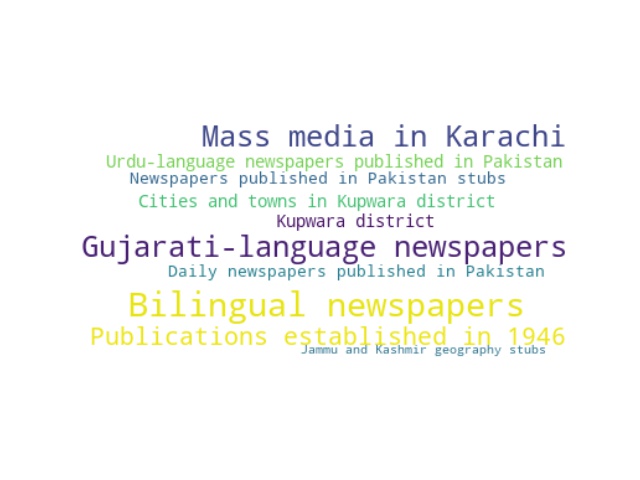 Mass media in Karachi
Urdu-language newspapers published in Pakistan
Newspapers published in Pakistan stubs
Cities and towns in Kupwara district
Kupwara district
Gujarati-language newspapers
Daily newspapers published in Pakistan
Bilingual newspapers
Publications established in 1946
Jammu and Kashmir geography stubs